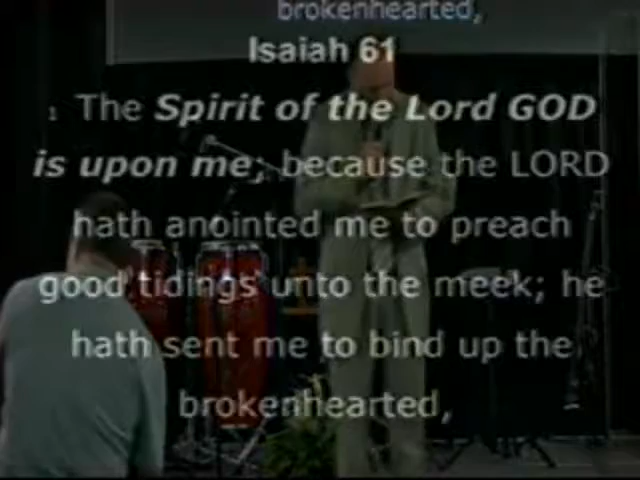 brokenhearted,
Isaiah 61
1 The Spirit of the Lord GOD
is upon me, because the LORD
hath anointed me to preach
good tidings unto the meek; he
hath sent me to bind up the
brokenhearted,